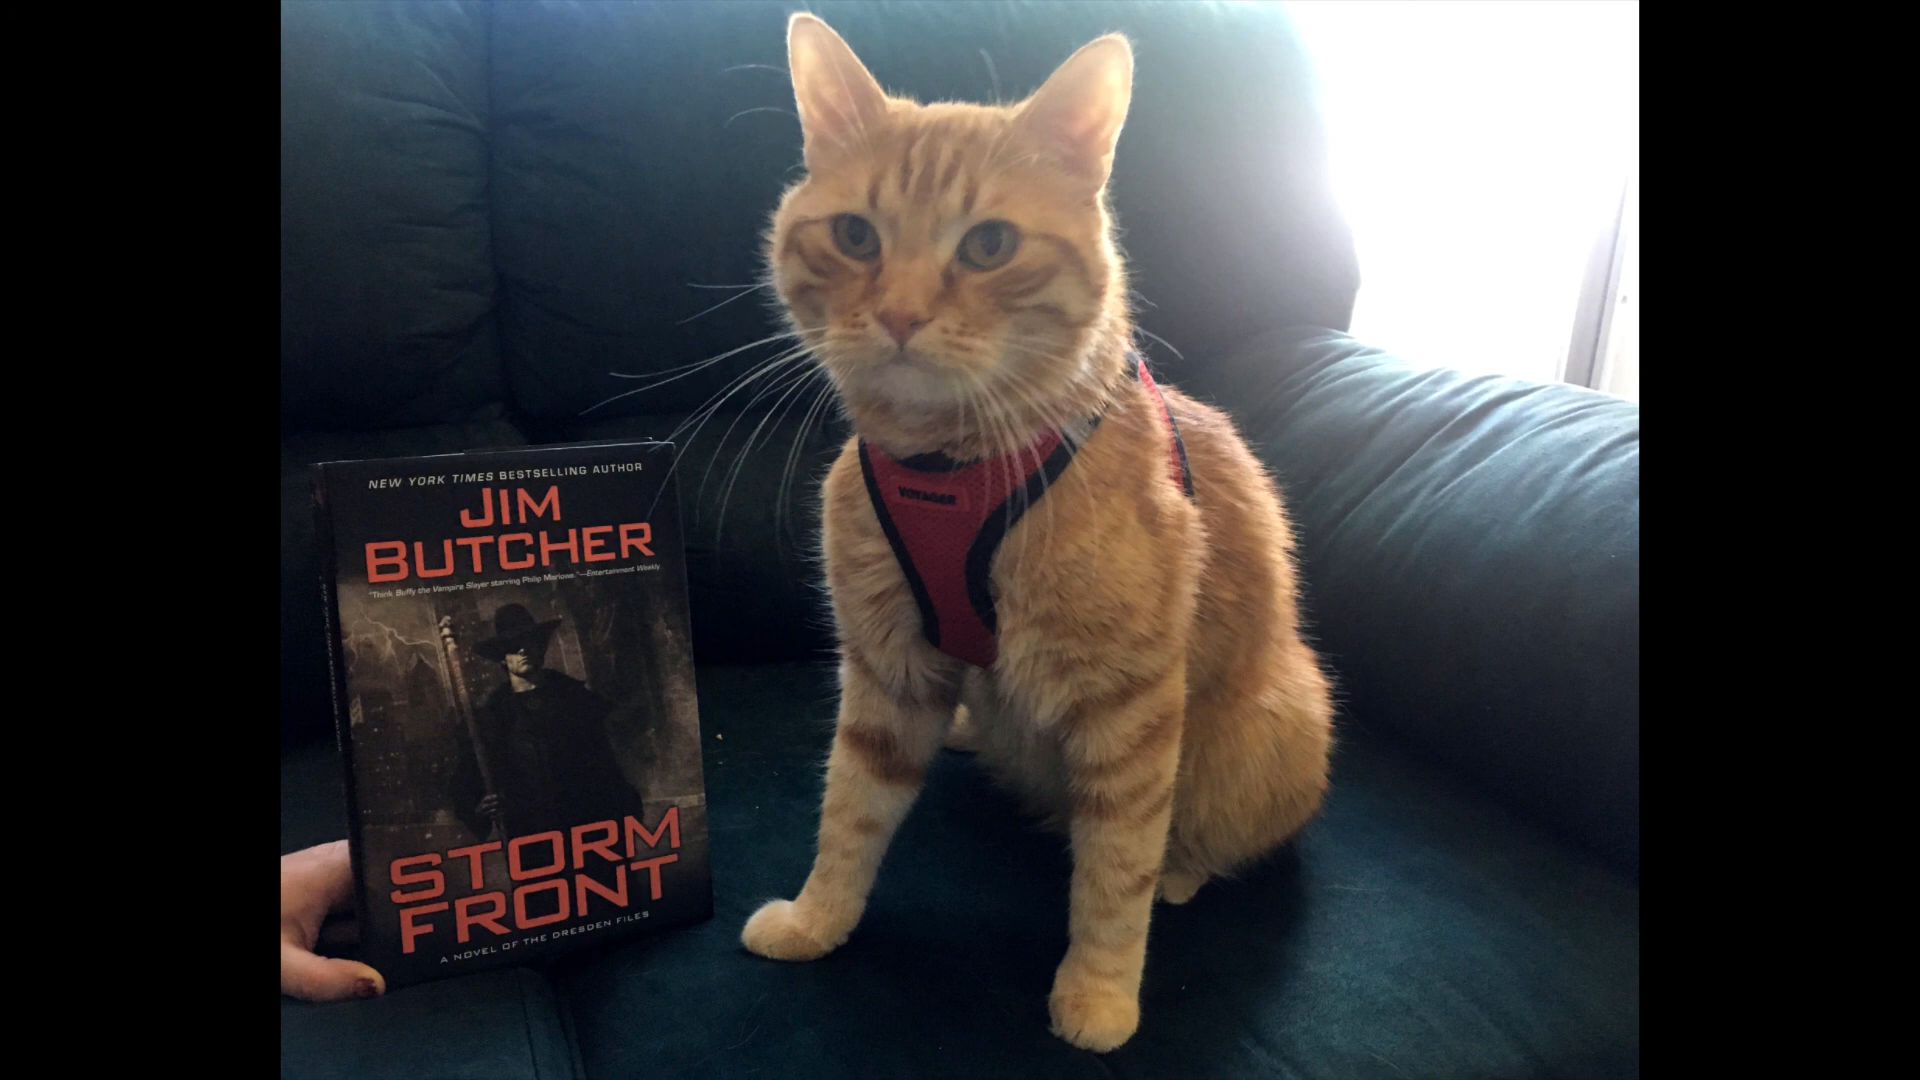 NEW YORK TIMES BESTSELLING AUTHOR
JIM
BUTCHER
"Think Buffy the Vampire Slayer starring Philip Marlowe."—Entertainment Weekly
STORM
FRONT
A NOVEL OF THE DRESDEN FILES
VOYAGER